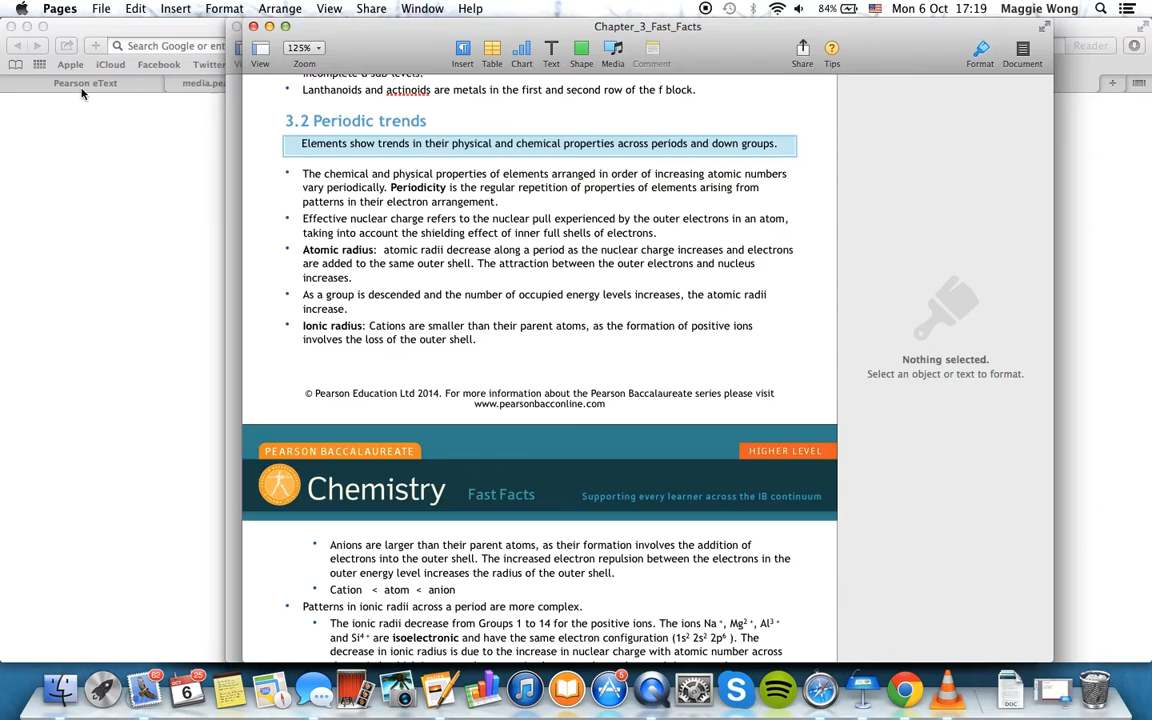 Pages File Edit Insert Format Arrange View Share Window Help 84% Mon 6 Oct 17:19 Maggie Wong
Chapter_3_Fast_Facts
Search Google or ent
125%
Reader
View Zoom Insert Table Chart Text Shape Media Comment Share Tips Format Document
Apple iCloud Facebook Twitter
Pearson eText media.pea
• Lanthanoids and actinoids are metals in the first and second row of the f block.
3.2 Periodic trends
Elements show trends in their physical and chemical properties across periods and down groups.
• The chemical and physical properties of elements arranged in order of increasing atomic numbers
vary periodically. Periodicity is the regular repetition of properties of elements arising from
patterns in their electron arrangement.
• Effective nuclear charge refers to the nuclear pull experienced by the outer electrons in an atom,
taking into account the shielding effect of inner full shells of electrons.
• Atomic radius: atomic radii decrease along a period as the nuclear charge increases and electrons
are added to the same outer shell. The attraction between the outer electrons and nucleus
increases.
• As a group is descended and the number of occupied energy levels increases, the atomic radii
increase.
• Ionic radius: Cations are smaller than their parent atoms, as the formation of positive ions
involves the loss of the outer shell.
© Pearson Education Ltd 2014. For more information about the Pearson Baccalaureate series please visit
www.pearsonbacconline.com
PEARSON BACCALAUREATE
HIGHER LEVEL
Chemistry Fast Facts Supporting every learner across the IB continuum
• Anions are larger than their parent atoms, as their formation involves the addition of
electrons into the outer shell. The increased electron repulsion between the electrons in the
outer energy level increases the radius of the outer shell.
• Cation < atom < anion
• Patterns in ionic radii across a period are more complex.
• The ionic radii decrease from Groups 1 to 14 for the positive ions. The ions Na⁺, Mg²⁺, Al³⁺
and Si⁴⁺ are isoelectronic and have the same electron configuration (1s² 2s² 2p⁶ ). The
decrease in ionic radius is due to the increase in nuclear charge with atomic number across
Nothing selected.
Select an object or text to format.
62
6
25
5
DOC